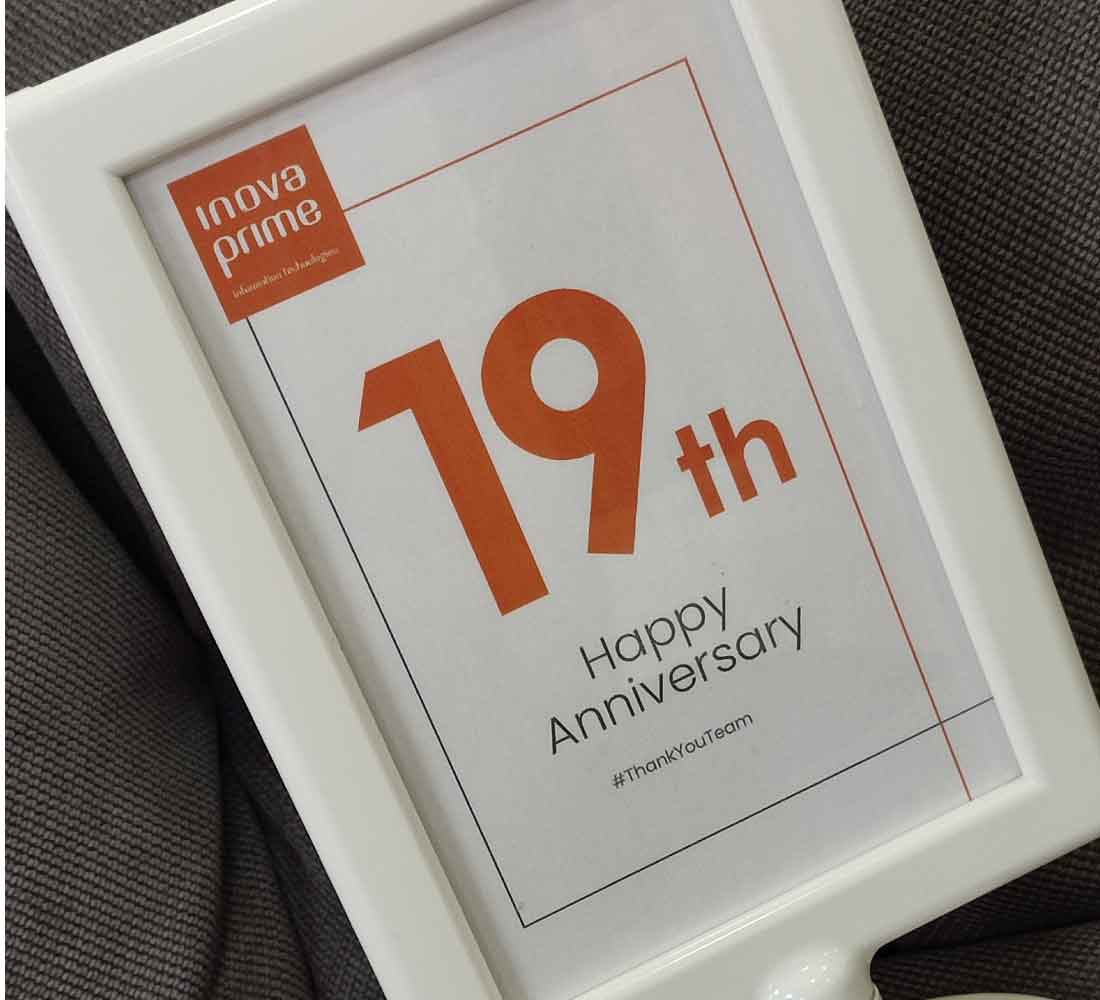 inova
prime
information technologies
19th
Happy
Anniversary
#ThankYouTeam